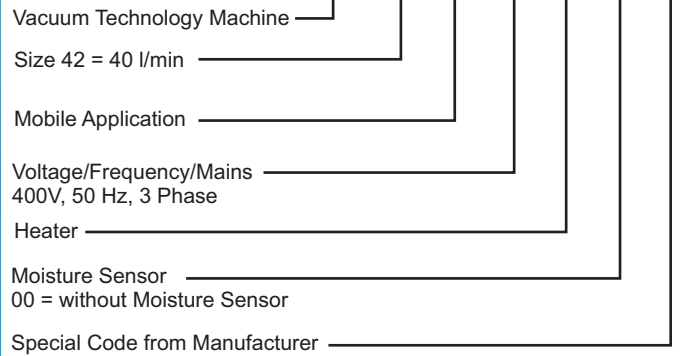 Vacuum Technology Machine
Size 42 = 40 l/min
Mobile Application
Voltage/Frequency/Mains
400V, 50 Hz, 3 Phase
Heater
Moisture Sensor
00 = without Moisture Sensor
Special Code from Manufacturer